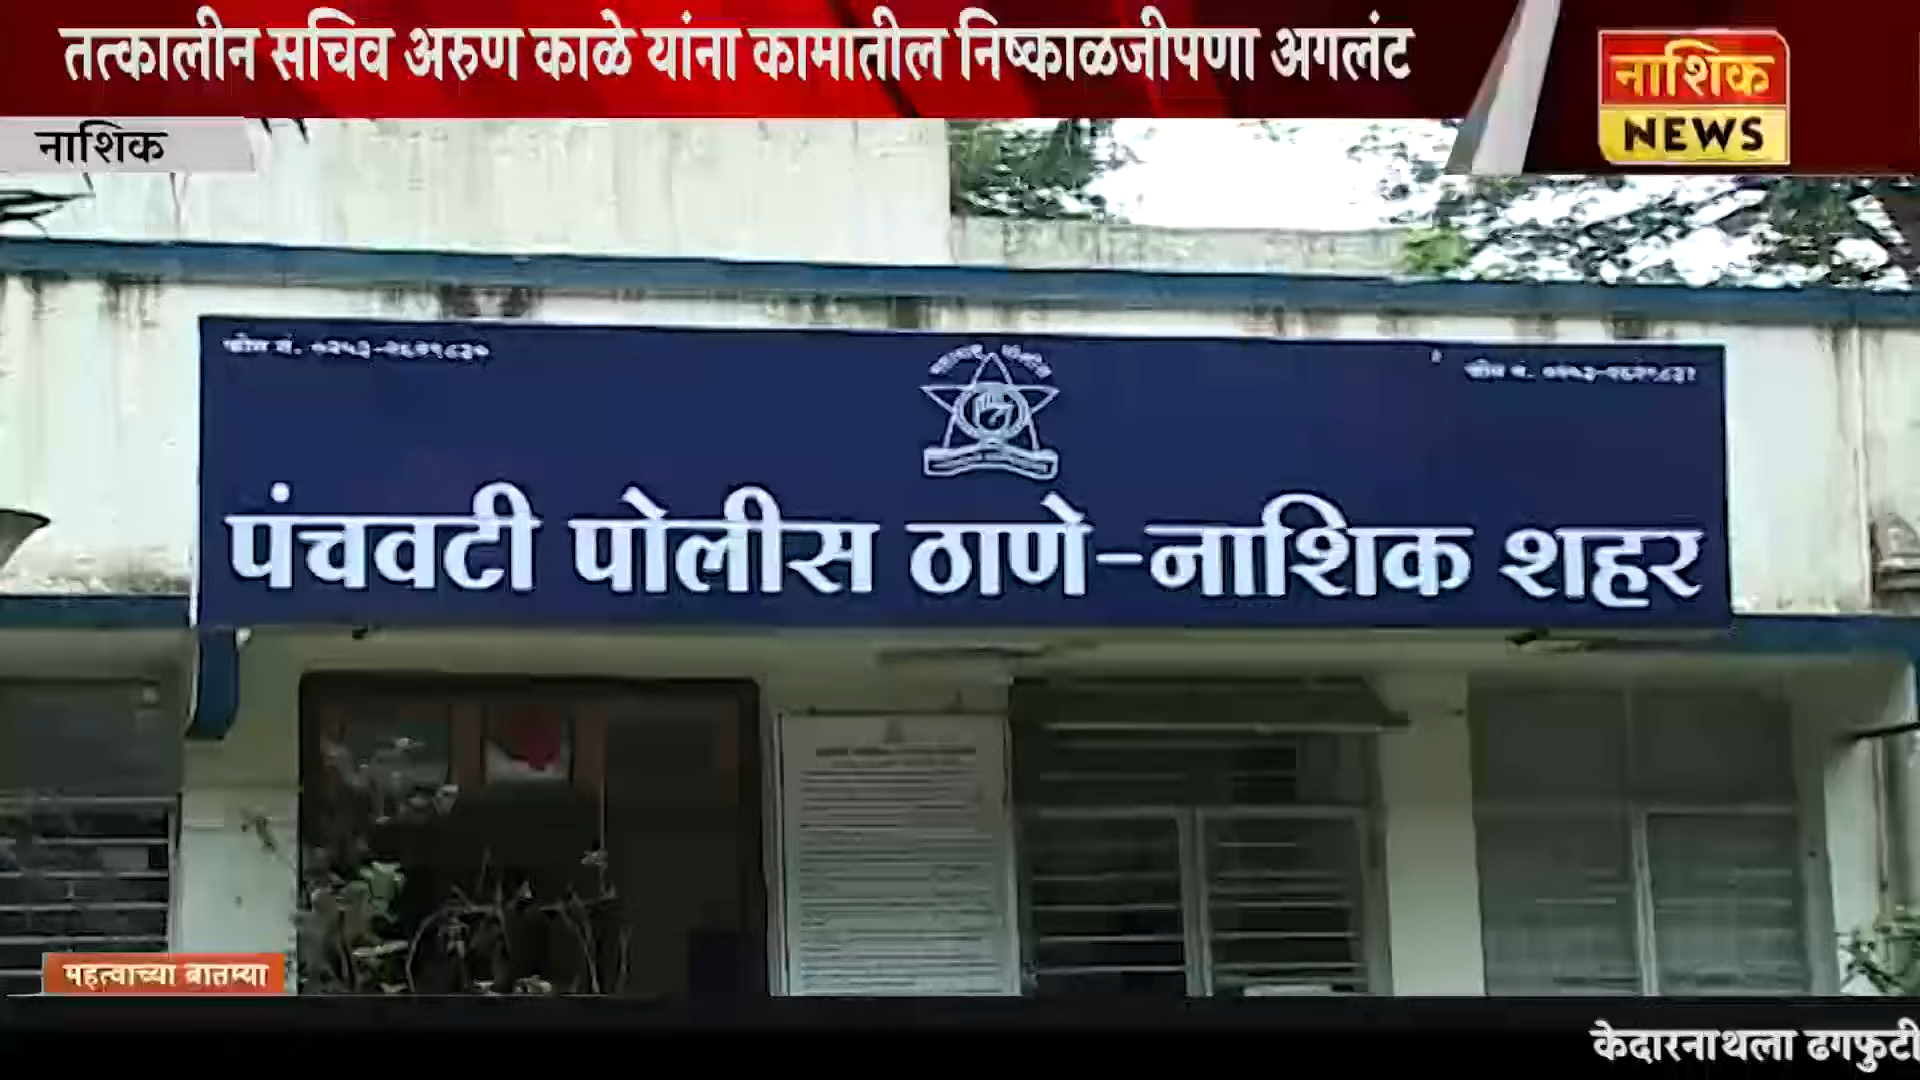 तत्कालीन सचिव अरुण काळे यांना कामातील निष्काळजीपणा अगलंट
नाशिक
NEWS
नाशिक
फोन नं.
फोन नं.
पंचवटी पोलीस ठाणे-नाशिक शहर
महत्वाच्या बातम्या
केदारनाथला ढगफुटी